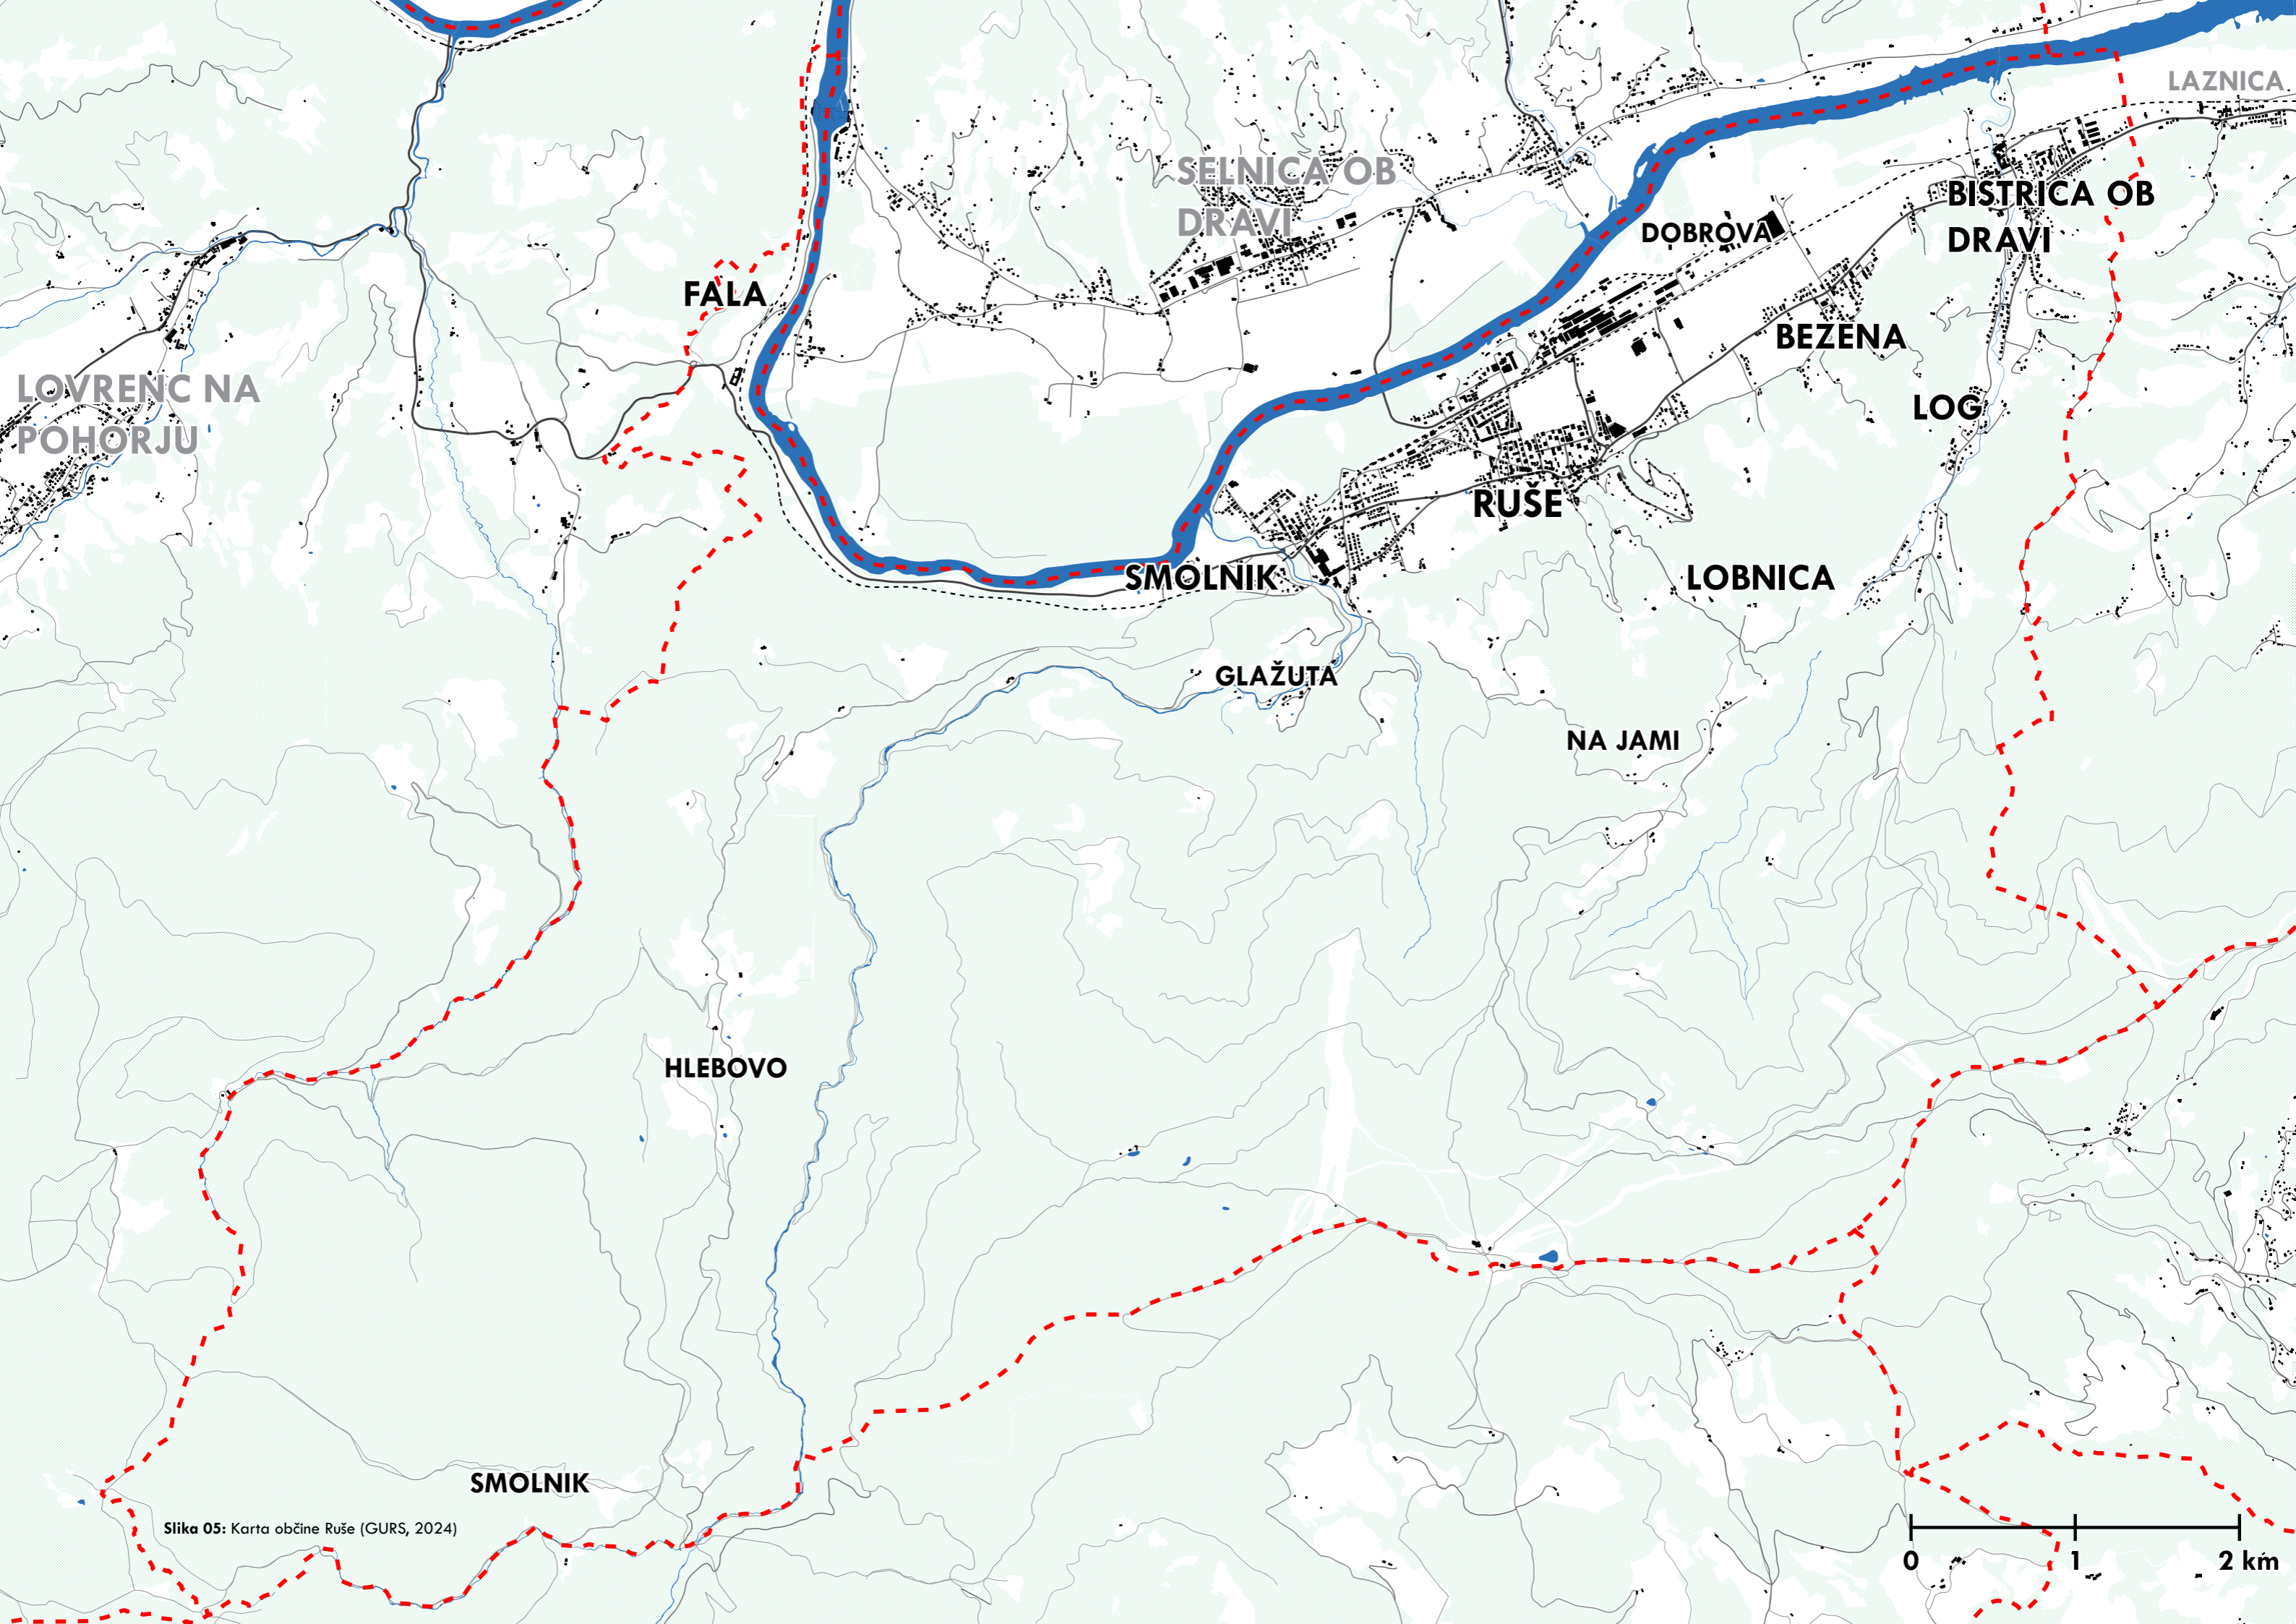 LAZNICA
SELNICA OB
DRAVI
BISTRICA OB
DRAVI
DOBROVA
FALA
BEZENA
LOVRENC NA
POHORJU
LOG
RUŠE
SMOLNIK
LOBNICA
GLAŽUTA
NA JAMI
HLEBOVO
SMOLNIK
Slika 05: Karta občine Ruše (GURS, 2024)
0 1 2 km